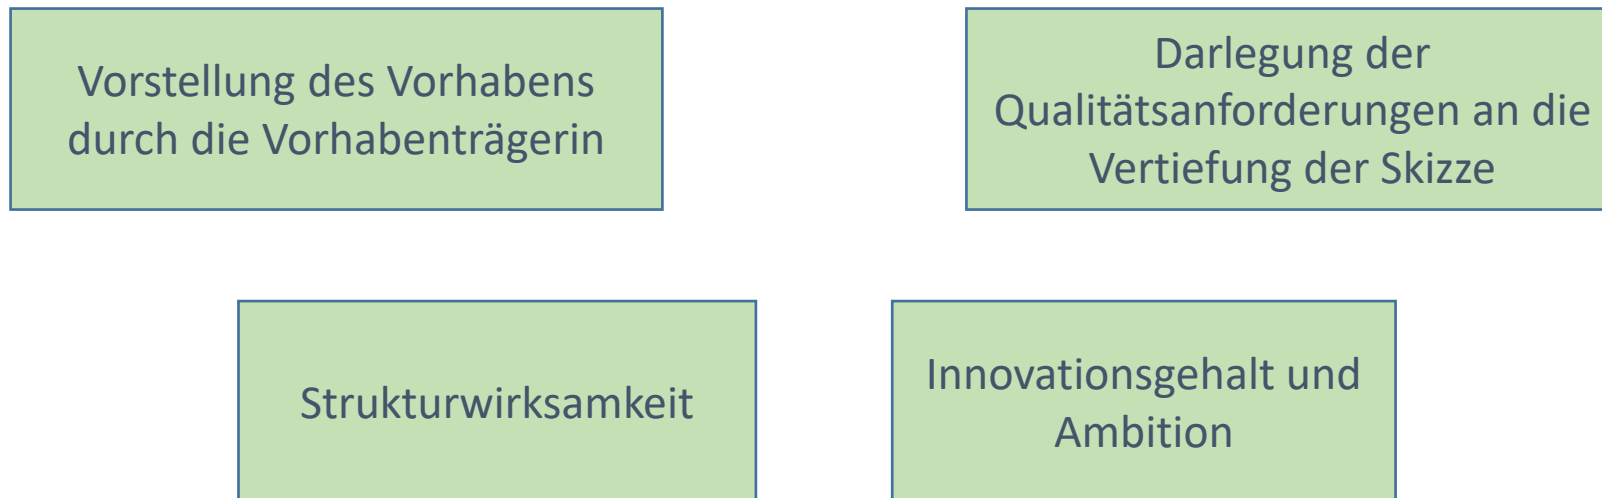 Vorstellung des Vorhabens
durch die Vorhabenträgerin
Darlegung der
Qualitätsanforderungen an die
Vertiefung der Skizze
Strukturwirksamkeit
Innovationsgehalt und
Ambition